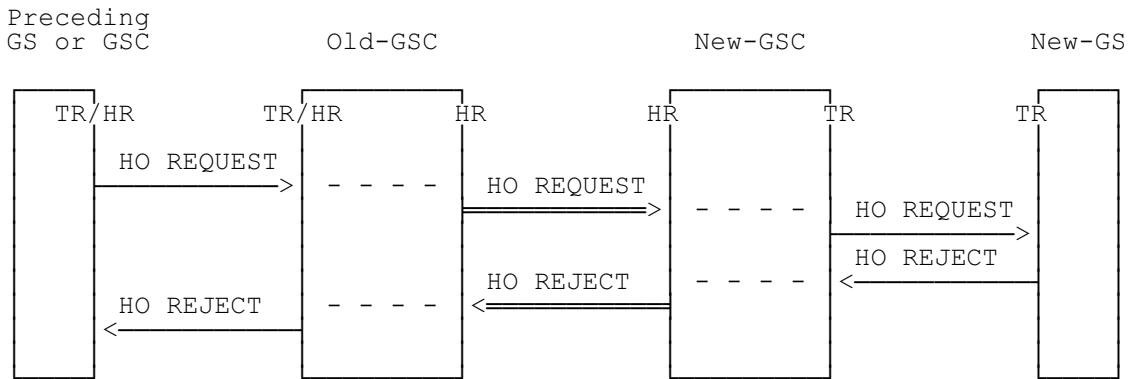 Preceding
GS or GSC Old-GSC New-GSC New-GS
TR/HR TR/HR HR HR TR TR
HO REQUEST
- - - - HO REQUEST
- - - - HO REQUEST
HO REJECT
HO REJECT - - - -
HO REJECT - - - -